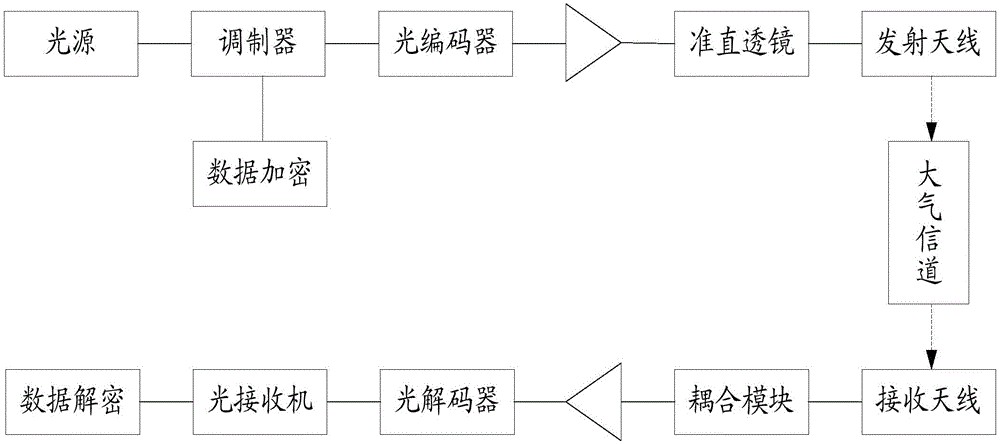 光源
调制器
光编码器
准直透镜
发射天线
数据加密
大气信道
数据解密
光接收机
光解码器
耦合模块
接收天线